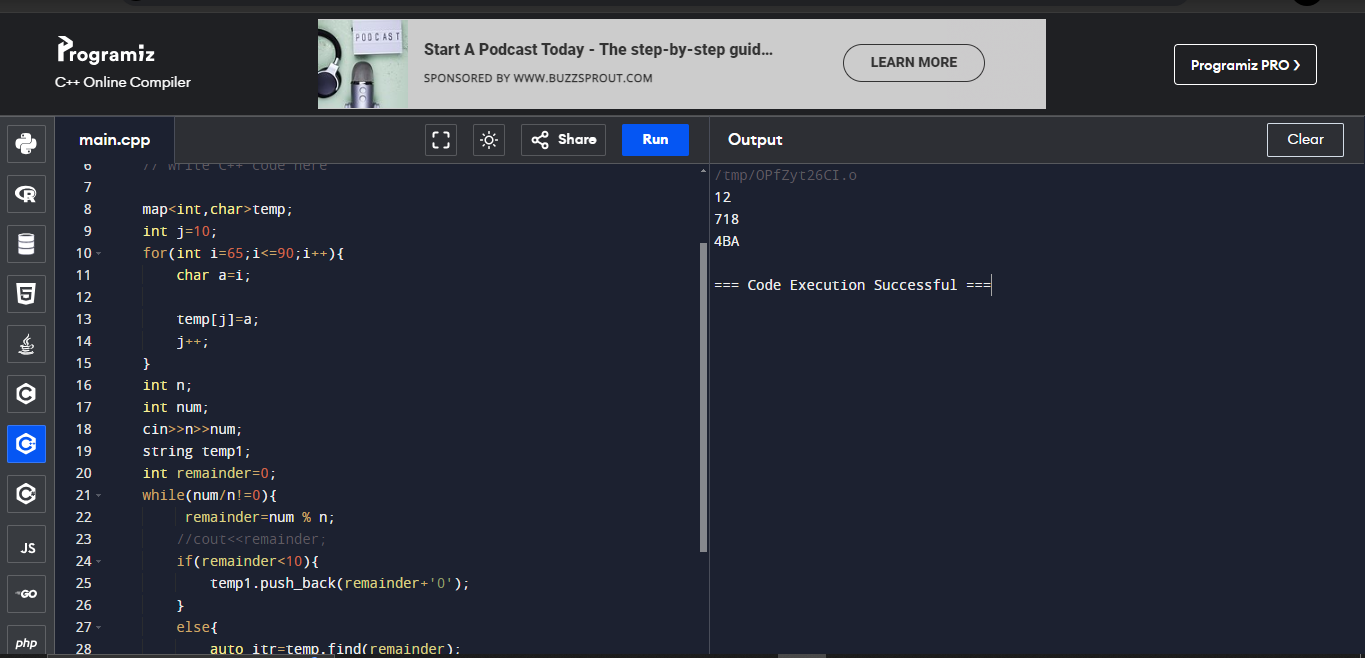 Programiz
C++ Online Compiler
PODCAST
Start A Podcast Today - The step-by-step guid...
SPONSORED BY WWW.BUZZSPROUT.COM
LEARN MORE
Programiz PRO ❯
main.cpp
Share
Run
Output
Clear
6 // Write C++ code here
7
8 map<int,char>temp;
9 int j=10;
10 for(int i=65;i<=90;i++){
11 char a=i;
12
13 temp[j]=a;
14 j++;
15 }
16 int n;
17 int num;
18 cin>>n>>num;
19 string temp1;
20 int remainder=0;
21 while(num/n!=0){
22 remainder=num % n;
23 //cout<<remainder;
24 if(remainder<10){
25 temp1.push_back(remainder+'0');
26 }
27 else{
28 auto itr=temp.find(remainder);
/tmp/OPfZyt26CI.o
12
718
4BA
=== Code Execution Successful ===
R
5
C
C
C
JS
GO
php